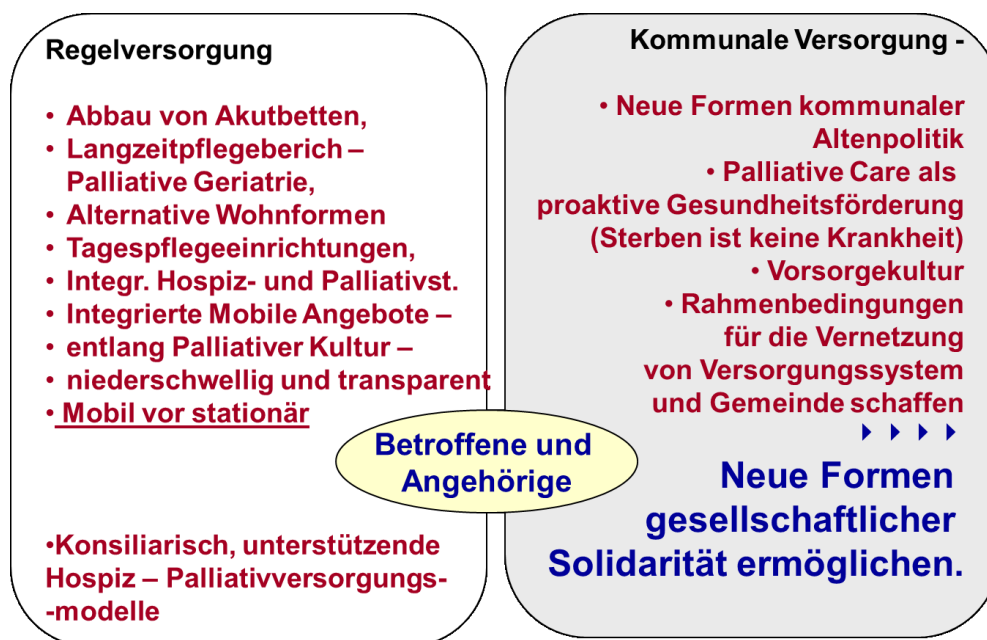 Regelversorgung
• Abbau von Akutbetten,
• Langzeitpflegeberich –
Palliative Geriatrie,
• Alternative Wohnformen
• Tagespflegeeinrichtungen,
• Integr. Hospiz- und Palliativst.
• Integrierte Mobile Angebote –
• entlang Palliativer Kultur –
• niederschwellig und transparent
• Mobil vor stationär
•Konsiliarisch, unterstützende
Hospiz – Palliativversorgungs-
-modelle
Betroffene und
Angehörige
Kommunale Versorgung -
• Neue Formen kommunaler
Altenpolitik
• Palliative Care als
proaktive Gesundheitsförderung
(Sterben ist keine Krankheit)
• Vorsorgekultur
• Rahmenbedingungen
für die Vernetzung
von Versorgungssystem
und Gemeinde schaffen
Neue Formen
gesellschaftlicher
Solidarität ermöglichen.